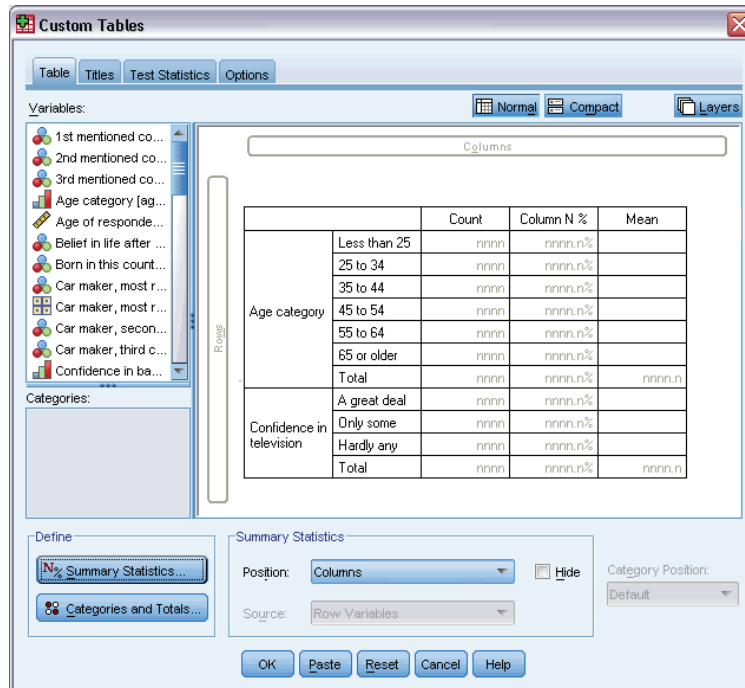 Custom Tables
Table Titles Test Statistics Options
Variables:
Normal Compact Layers
1st mentioned co...
2nd mentioned co...
3rd mentioned co...
Age category [ag...
Age of responde...
Belief in life after ...
Born in this count...
Car maker, most r...
Car maker, most r...
Car maker, secon...
Car maker, third c...
Confidence in ba...
Categories:
Columns
Rows
Count Column N % Mean
Age category
Less than 25 nnnn nnnn.n%
25 to 34 nnnn nnnn.n%
35 to 44 nnnn nnnn.n%
45 to 54 nnnn nnnn.n%
55 to 64 nnnn nnnn.n%
65 or older nnnn nnnn.n%
Total nnnn nnnn.n% nnnn.n
Confidence in
television
A great deal nnnn nnnn.n%
Only some nnnn nnnn.n%
Hardly any nnnn nnnn.n%
Total nnnn nnnn.n% nnnn.n
Define
N% Summary Statistics...
Categories and Totals...
Summary Statistics
Position: Columns Hide
Source: Row Variables
Category Position:
Default
OK Paste Reset Cancel Help